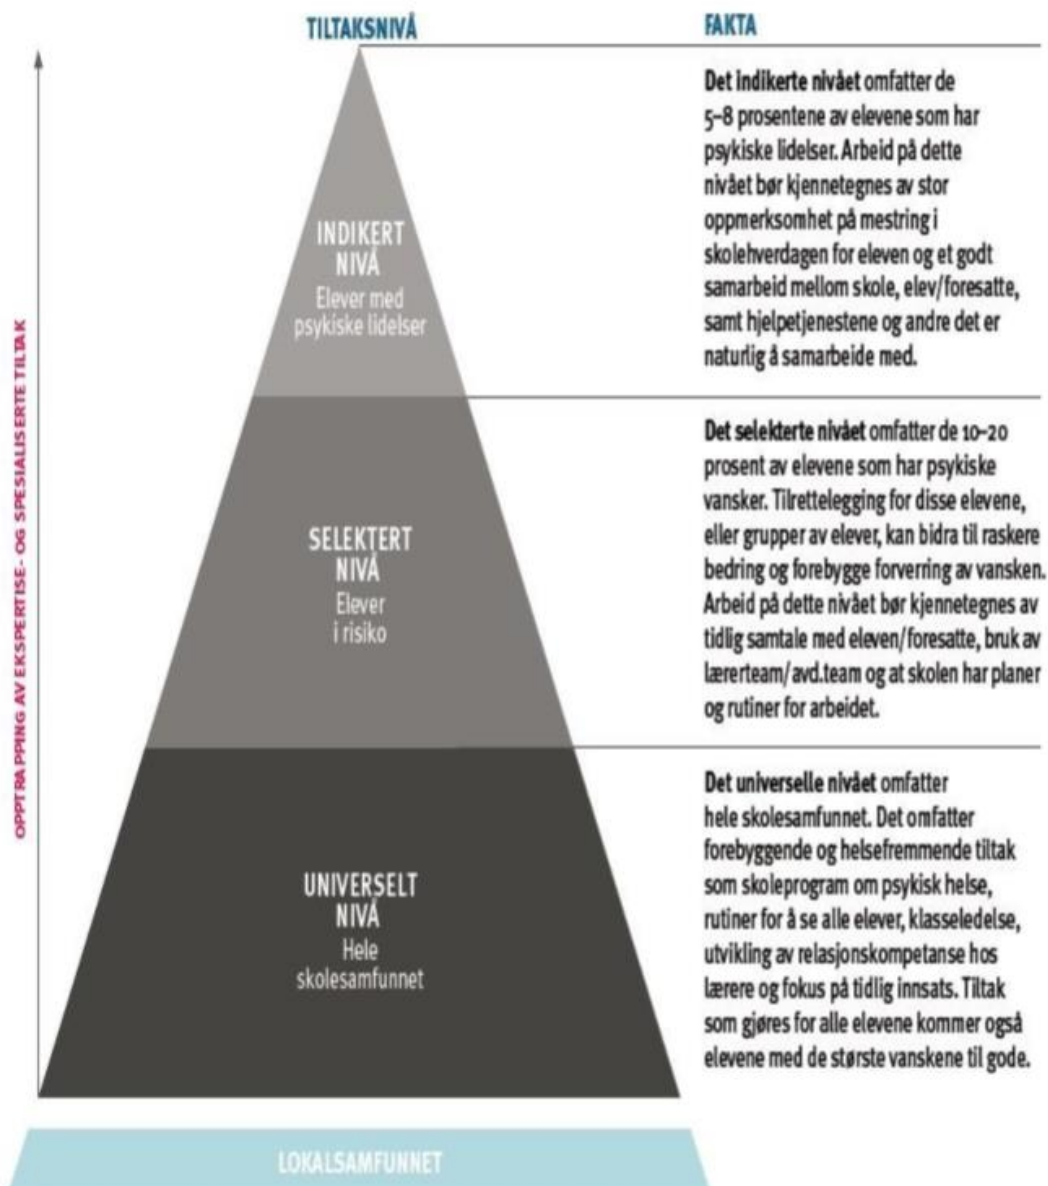 TILTAKSNIVÅ
FAKTA
OPPTRAPPING AV EKSPERTISE- OG SPESIALISERTE TILTAK
INDIKERT
NIVÅ
Elever med
psykiske lidelser
Det indikerte nivået omfatter de
5–8 prosentene av elevene som har
psykiske lidelser. Arbeid på dette
nivået bør kjennetegnes av stor
oppmerksomhet på mestring i
skolehverdagen for eleven og et godt
samarbeid mellom skole, elev/foresatte,
samt hjelpetjenestene og andre det er
naturlig å samarbeide med.
SELEKTERT
NIVÅ
Elever
i risiko
Det selekterte nivået omfatter de 10–20
prosent av elevene som har psykiske
vansker. Tilrettelegging for disse elevene,
eller grupper av elever, kan bidra til raskere
bedring og forebygge forverring av vansken.
Arbeid på dette nivået bør kjennetegnes av
tidlig samtale med eleven/foresatte, bruk av
lærerteam/avd.team og at skolen har planer
og rutiner for arbeidet.
UNIVERSELT
NIVÅ
Hele
skolesamfunnet
Det universelle nivået omfatter
hele skolesamfunnet. Det omfatter
forebyggende og helsefremmende tiltak
som skoleprogram om psykisk helse,
rutiner for å se alle elever, klasseledelse,
utvikling av relasjonskompetanse hos
lærere og fokus på tidlig innsats. Tiltak
som gjøres for alle elevene kommer også
elevene med de største vanskene til gode.
LOKALSAMFUNNET